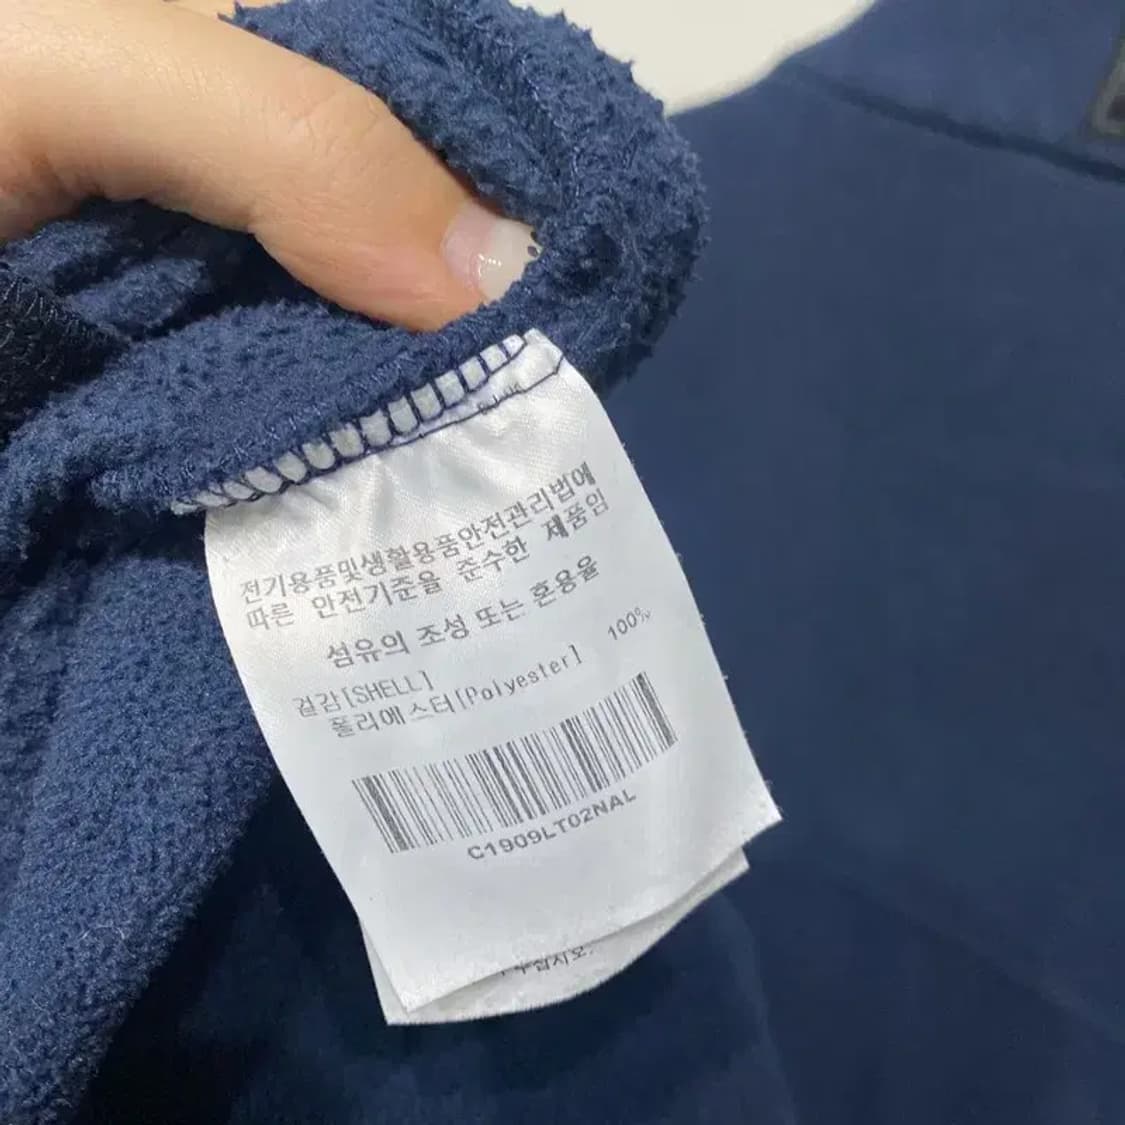 전기용품및생활용품안전관리법에
따른 안전기준을 준수한 제품임
섬유의 조성 또는 혼용율
겉감[SHELL]
폴리에스터[Polyester] 100%
C1909LT02NAL